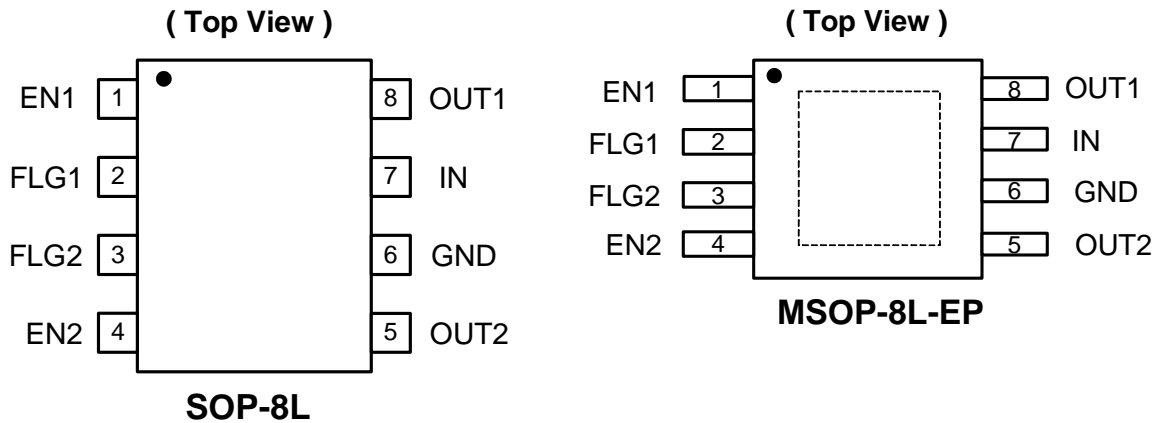 ( Top View )
EN1 1 8 OUT1
FLG1 2 7 IN
FLG2 3 6 GND
EN2 4 5 OUT2
SOP-8L
( Top View )
EN1 1 8 OUT1
FLG1 2 7 IN
FLG2 3 6 GND
EN2 4 5 OUT2
MSOP-8L-EP